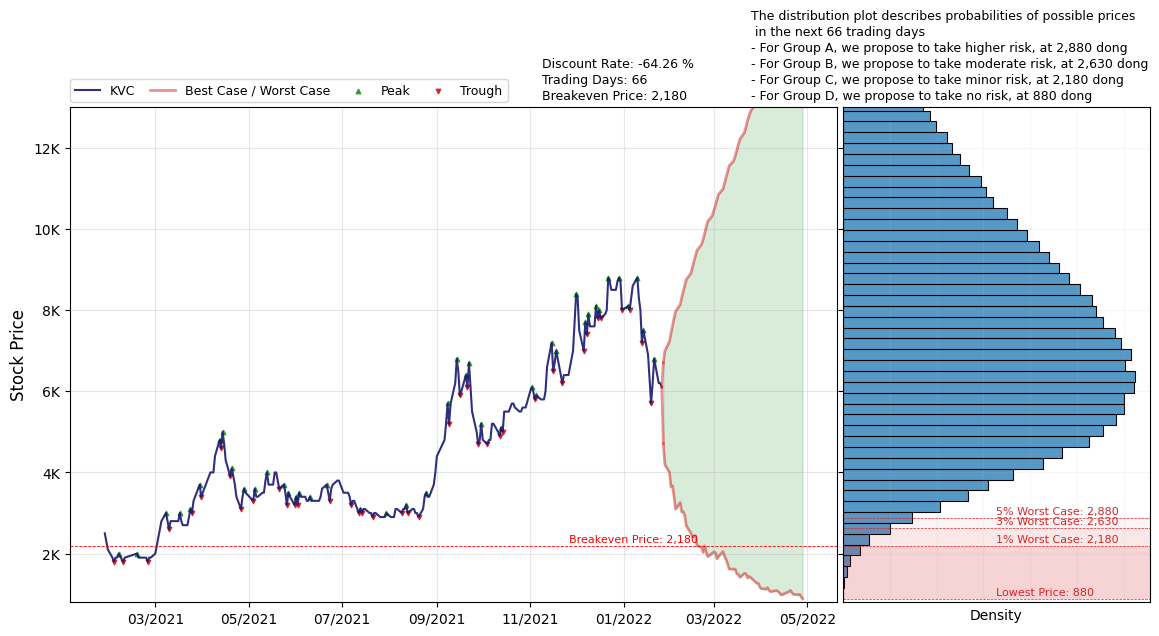 The distribution plot describes probabilities of possible prices
in the next 66 trading days
- For Group A, we propose to take higher risk, at 2,880 dong
- For Group B, we propose to take moderate risk, at 2,630 dong
- For Group C, we propose to take minor risk, at 2,180 dong
- For Group D, we propose to take no risk, at 880 dong
Discount Rate: -64.26 %
Trading Days: 66
Breakeven Price: 2,180
KVC
Best Case / Worst Case
Peak
Trough
Stock Price
12K
10K
8K
6K
4K
2K
Breakeven Price: 2,180
5% Worst Case: 2,880
3% Worst Case: 2,630
1% Worst Case: 2,180
Lowest Price: 880
03/2021
05/2021
07/2021
09/2021
11/2021
01/2022
03/2022
05/2022
Density